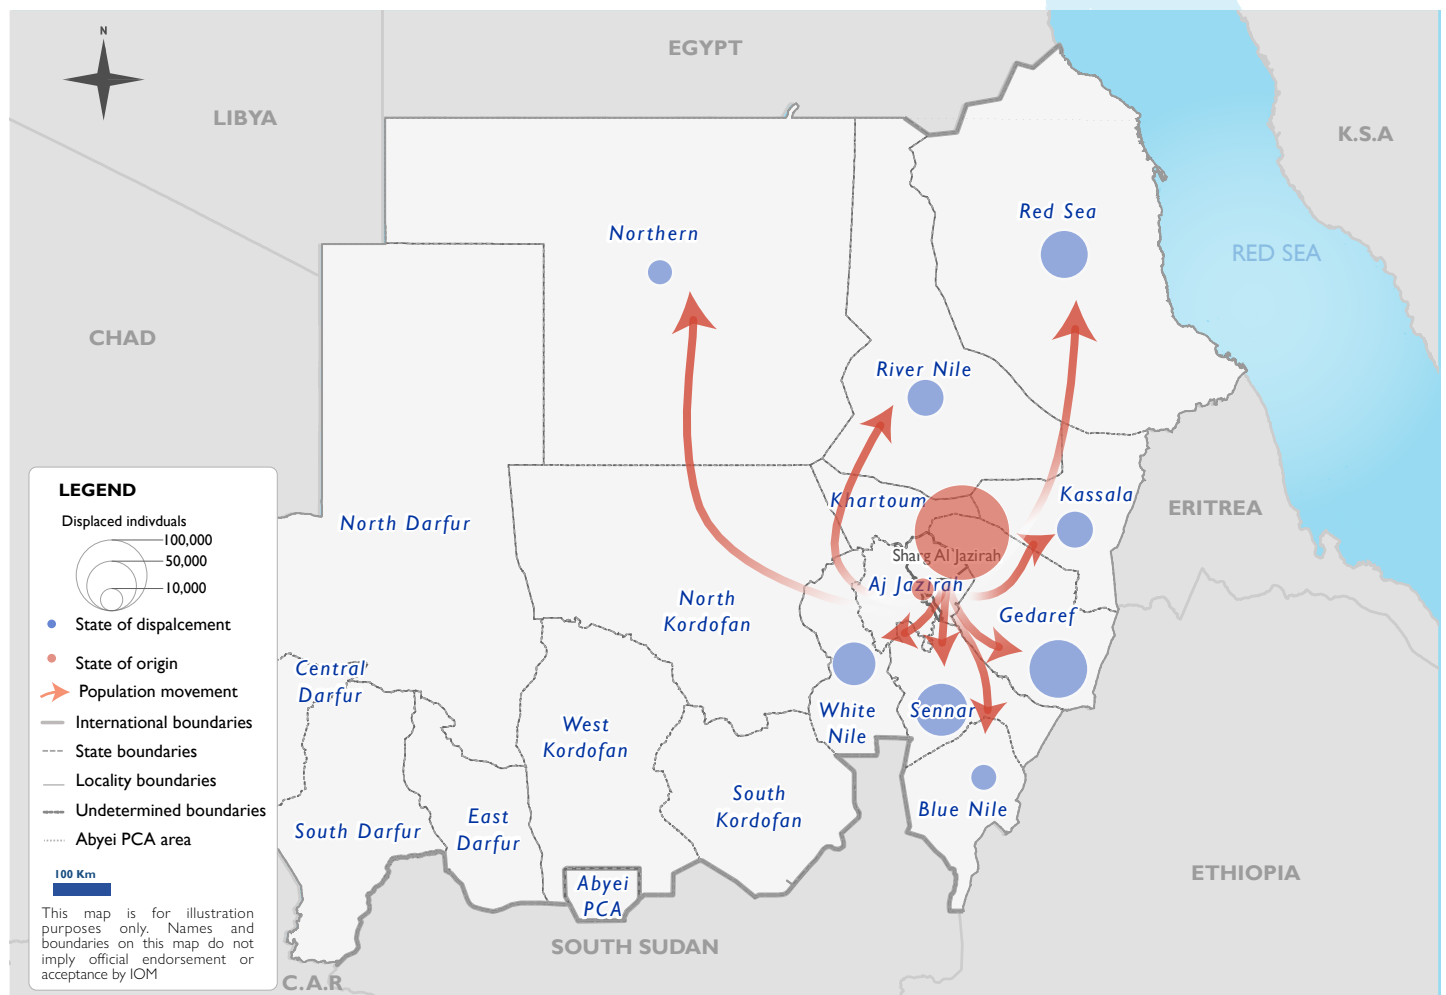 N
EGYPT
LIBYA
K.S.A
Red Sea
Northern
RED SEA
CHAD
River Nile
Khartoum
Kassala
ERITREA
North Darfur
Sharg Al`Jazirah
Aj Jazirah
North
Kordofan
Gedaref
Central
Darfur
White
Nile
Sennar
West
Kordofan
South
Kordofan
Blue Nile
South Darfur
East
Darfur
Abyei
PCA
ETHIOPIA
SOUTH SUDAN
C.A.R
LEGEND
Displaced indivduals
100,000
50,000
10,000
State of dispalcement
State of origin
Population movement
International boundaries
State boundaries
Locality boundaries
Undetermined boundaries
Abyei PCA area
100 Km
This map is for illustration
purposes only. Names and
boundaries on this map do not
imply official endorsement or
acceptance by IOM